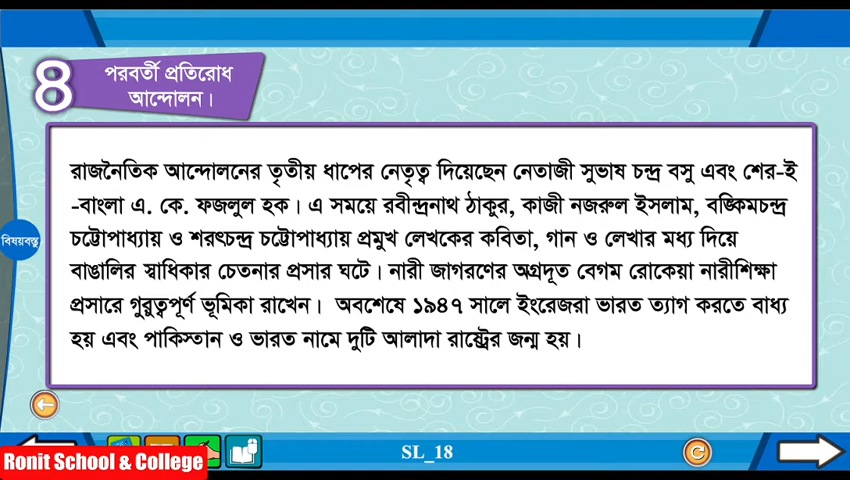 ৪
পরবর্তী প্রতিরোধ
আন্দোলন।
রাজনৈতিক আন্দোলনের তৃতীয় ধাপের নেতৃত্ব দিয়েছেন নেতাজী সুভাষ চন্দ্র বসু এবং শের-ই
-বাংলা এ. কে. ফজলুল হক। এ সময়ে রবীন্দ্রনাথ ঠাকুর, কাজী নজরুল ইসলাম, বঙ্কিমচন্দ্র
চট্টোপাধ্যায় ও শরৎচন্দ্র চট্টোপাধ্যায় প্রমুখ লেখকের কবিতা, গান ও লেখার মধ্য দিয়ে
বাঙালির স্বাধিকার চেতনার প্রসার ঘটে। নারী জাগরণের অগ্রদূত বেগম রোকেয়া নারীশিক্ষা
প্রসারে গুরুত্বপূর্ণ ভূমিকা রাখেন। অবশেষে ১৯৪৭ সালে ইংরেজরা ভারত ত্যাগ করতে বাধ্য
হয় এবং পাকিস্তান ও ভারত নামে দুটি আলাদা রাষ্ট্রের জন্ম হয়।
বিষয়বস্তু
SL_18
Ronit School & College